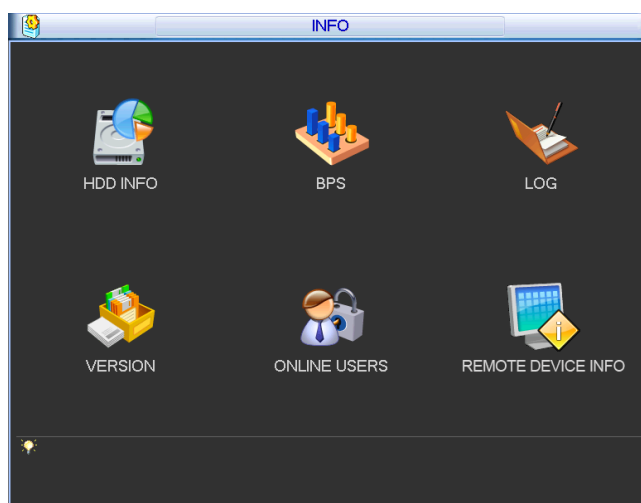 INFO
HDD INFO
BPS
LOG
VERSION
ONLINE USERS
REMOTE DEVICE INFO